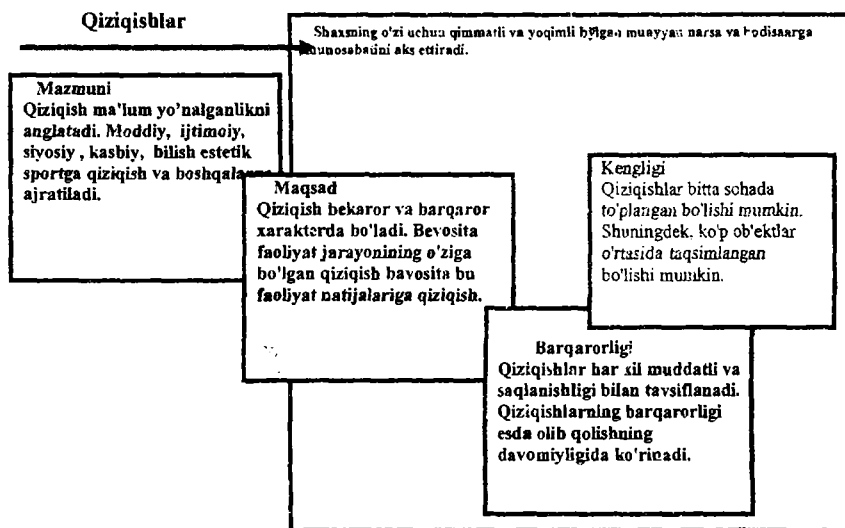 Qiziqishlar
Shaxsning o'zi uchun qimmatli va yoqimli bo'lgan muayyan narsa va hodisaarga
munosabatini aks ettiradi.
Mazmuni
Qiziqish ma'lum yo'nalganlikni
anglatadi. Moddiy, ijtimoiy,
siyosiy , kasbiy, bilish estetik
sportga qiziqish va boshqalarga
ajratiladi.
Maqsad
Qiziqish bekaror va barqaror
xarakterda bo'ladi. Bevosita
faoliyat jarayonining o'ziga
bo'lgan qiziqish bavosita bu
faoliyat natijalariga qiziqish.
Kengligi
Qiziqishlar bitta sohada
to'plangan bo'lishi mumkin.
Shuningdek, ko'p ob'ektlar
o'rtasida taqsimlangan
bo'lishi mumkin.
Barqarorligi
Qiziqishlar har xil muddatli va
saqlanishligi bilan tavsiflanadi.
Qiziqishlarning barqarorligi
esda olib qolishning
davomiyligida ko'rinadi.